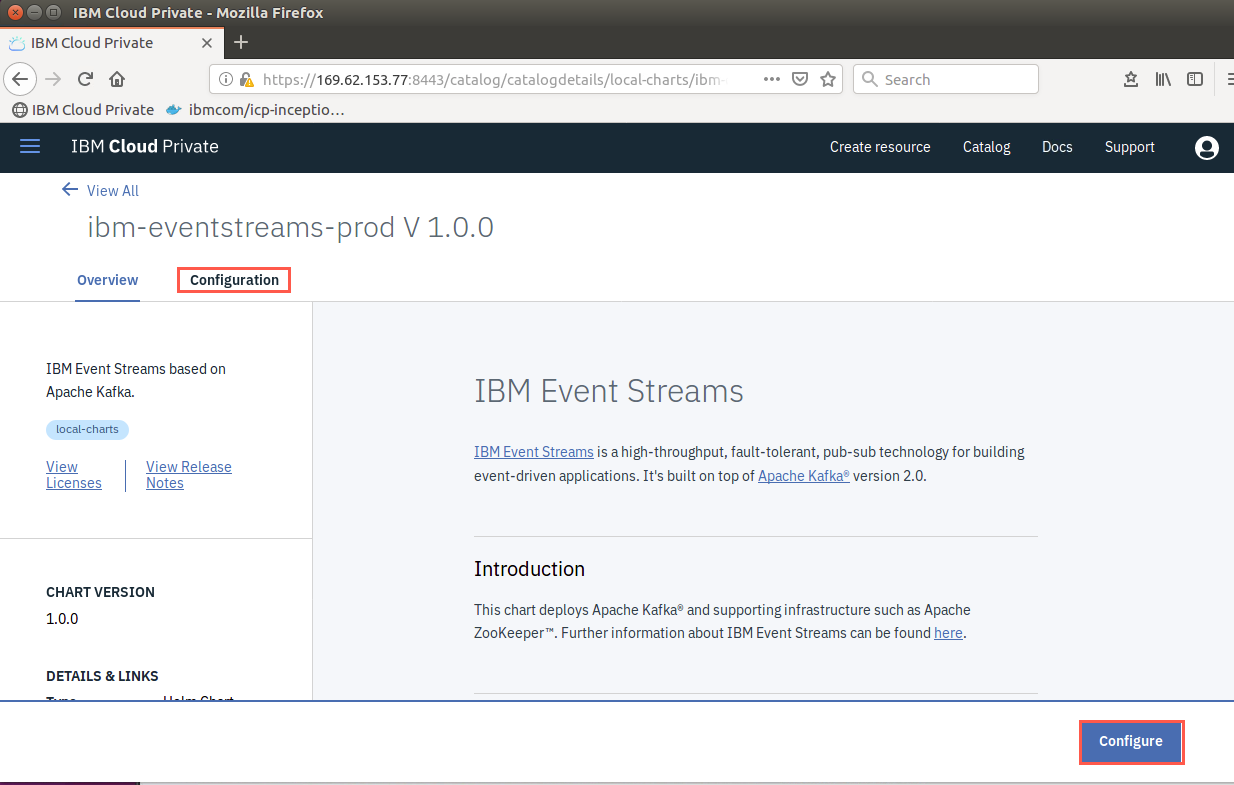 IBM Cloud Private - Mozilla Firefox
IBM Cloud Private
https://169.62.153.77:8443/catalog/catalogdetails/local-charts/ibm-
Search
IBM Cloud Private
ibmcom/icp-inceptio...
IBM Cloud Private
Create resource
Catalog
Docs
Support
View All
ibm-eventstreams-prod V 1.0.0
Overview
Configuration
IBM Event Streams based on
Apache Kafka.
local-charts
View
Licenses
View Release
Notes
CHART VERSION
1.0.0
DETAILS & LINKS
Type
Helm Chart
IBM Event Streams
IBM Event Streams is a high-throughput, fault-tolerant, pub-sub technology for building
event-driven applications. It's built on top of Apache Kafka® version 2.0.
Introduction
This chart deploys Apache Kafka® and supporting infrastructure such as Apache
ZooKeeper™. Further information about IBM Event Streams can be found here.
Configure